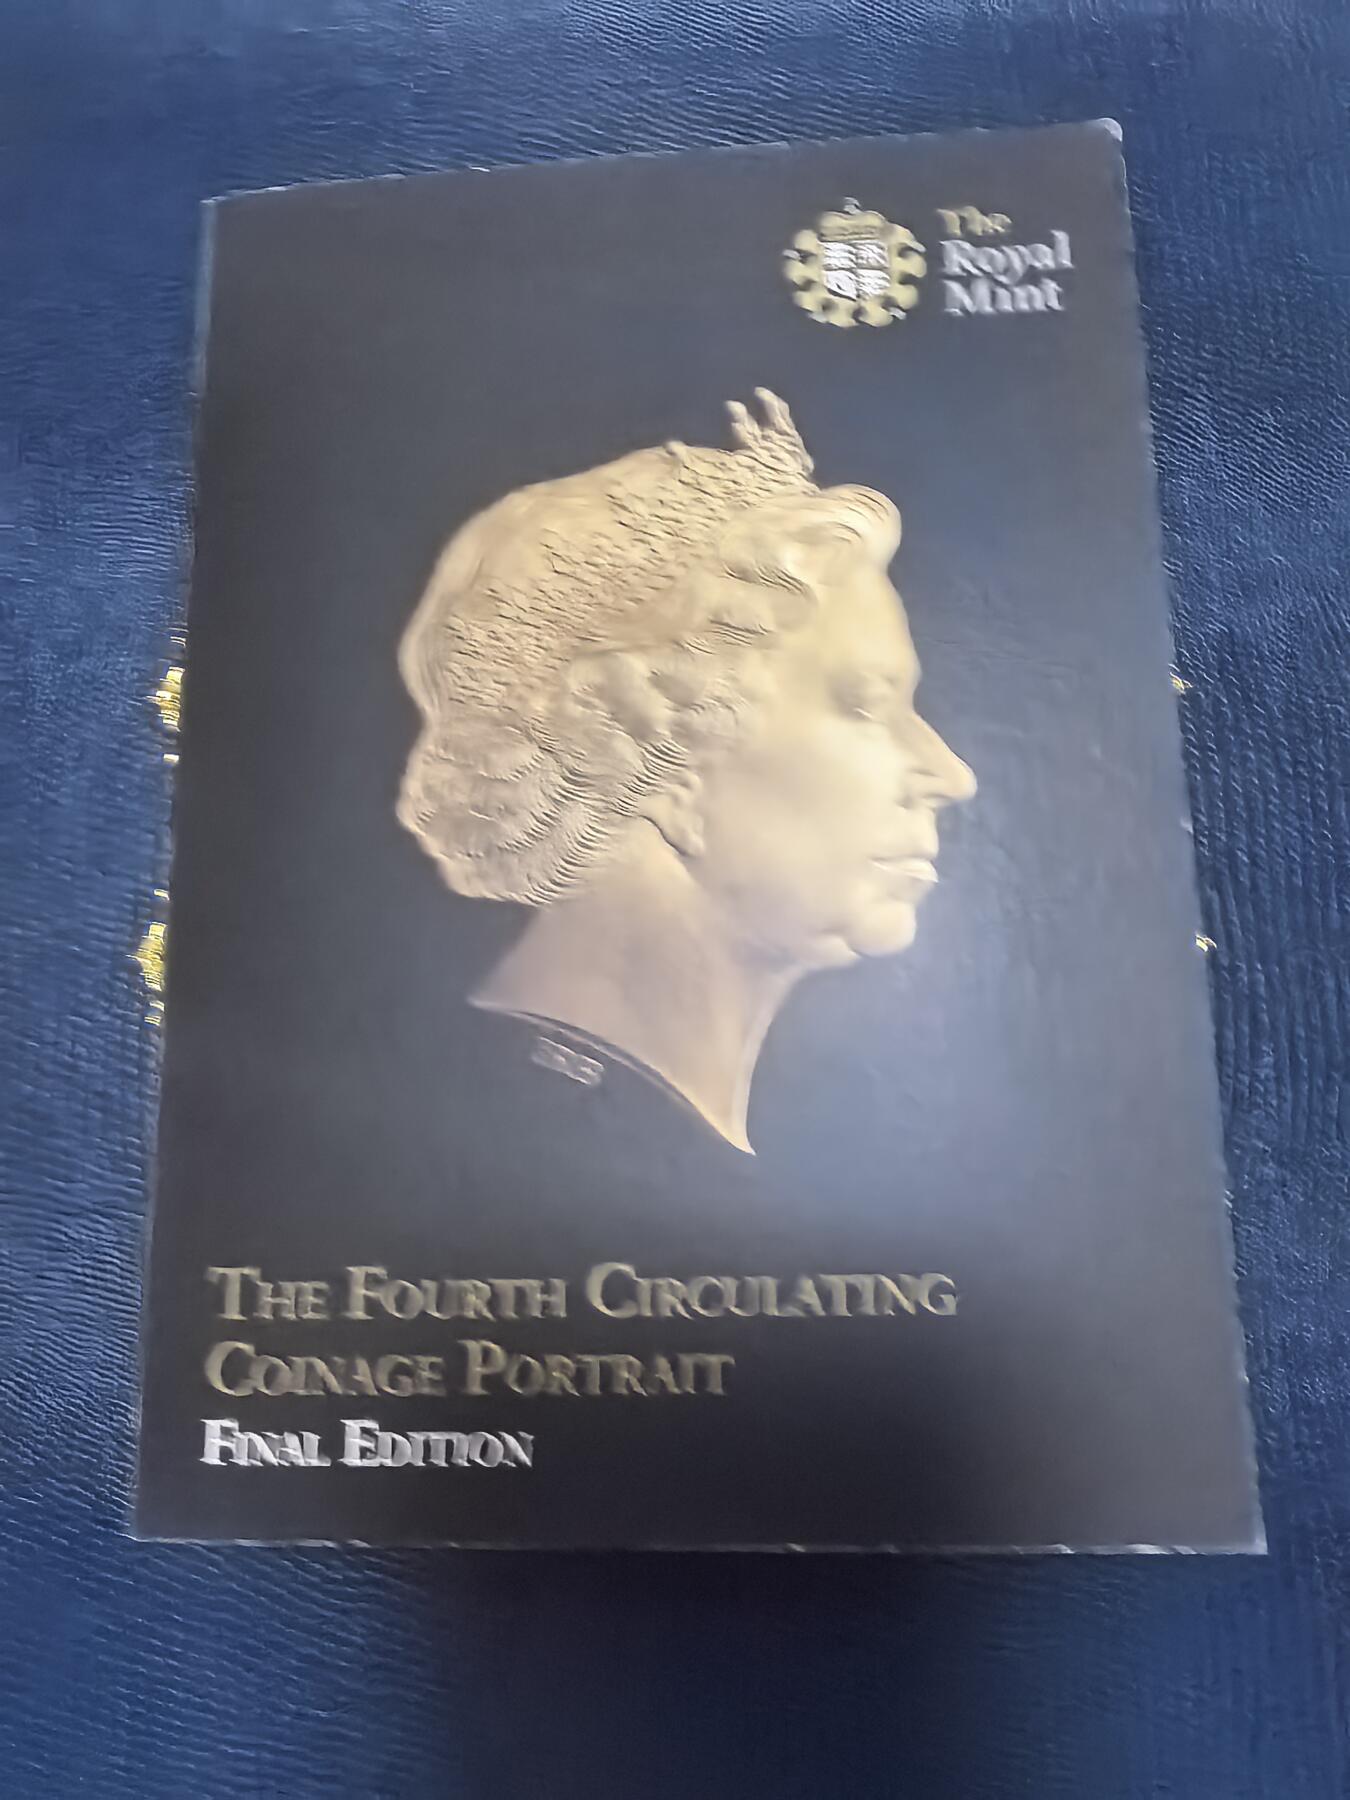 The
Royal
Mint
THE FOURTH CIRCULATING
COINAGE PORTRAIT
FINAL EDITION